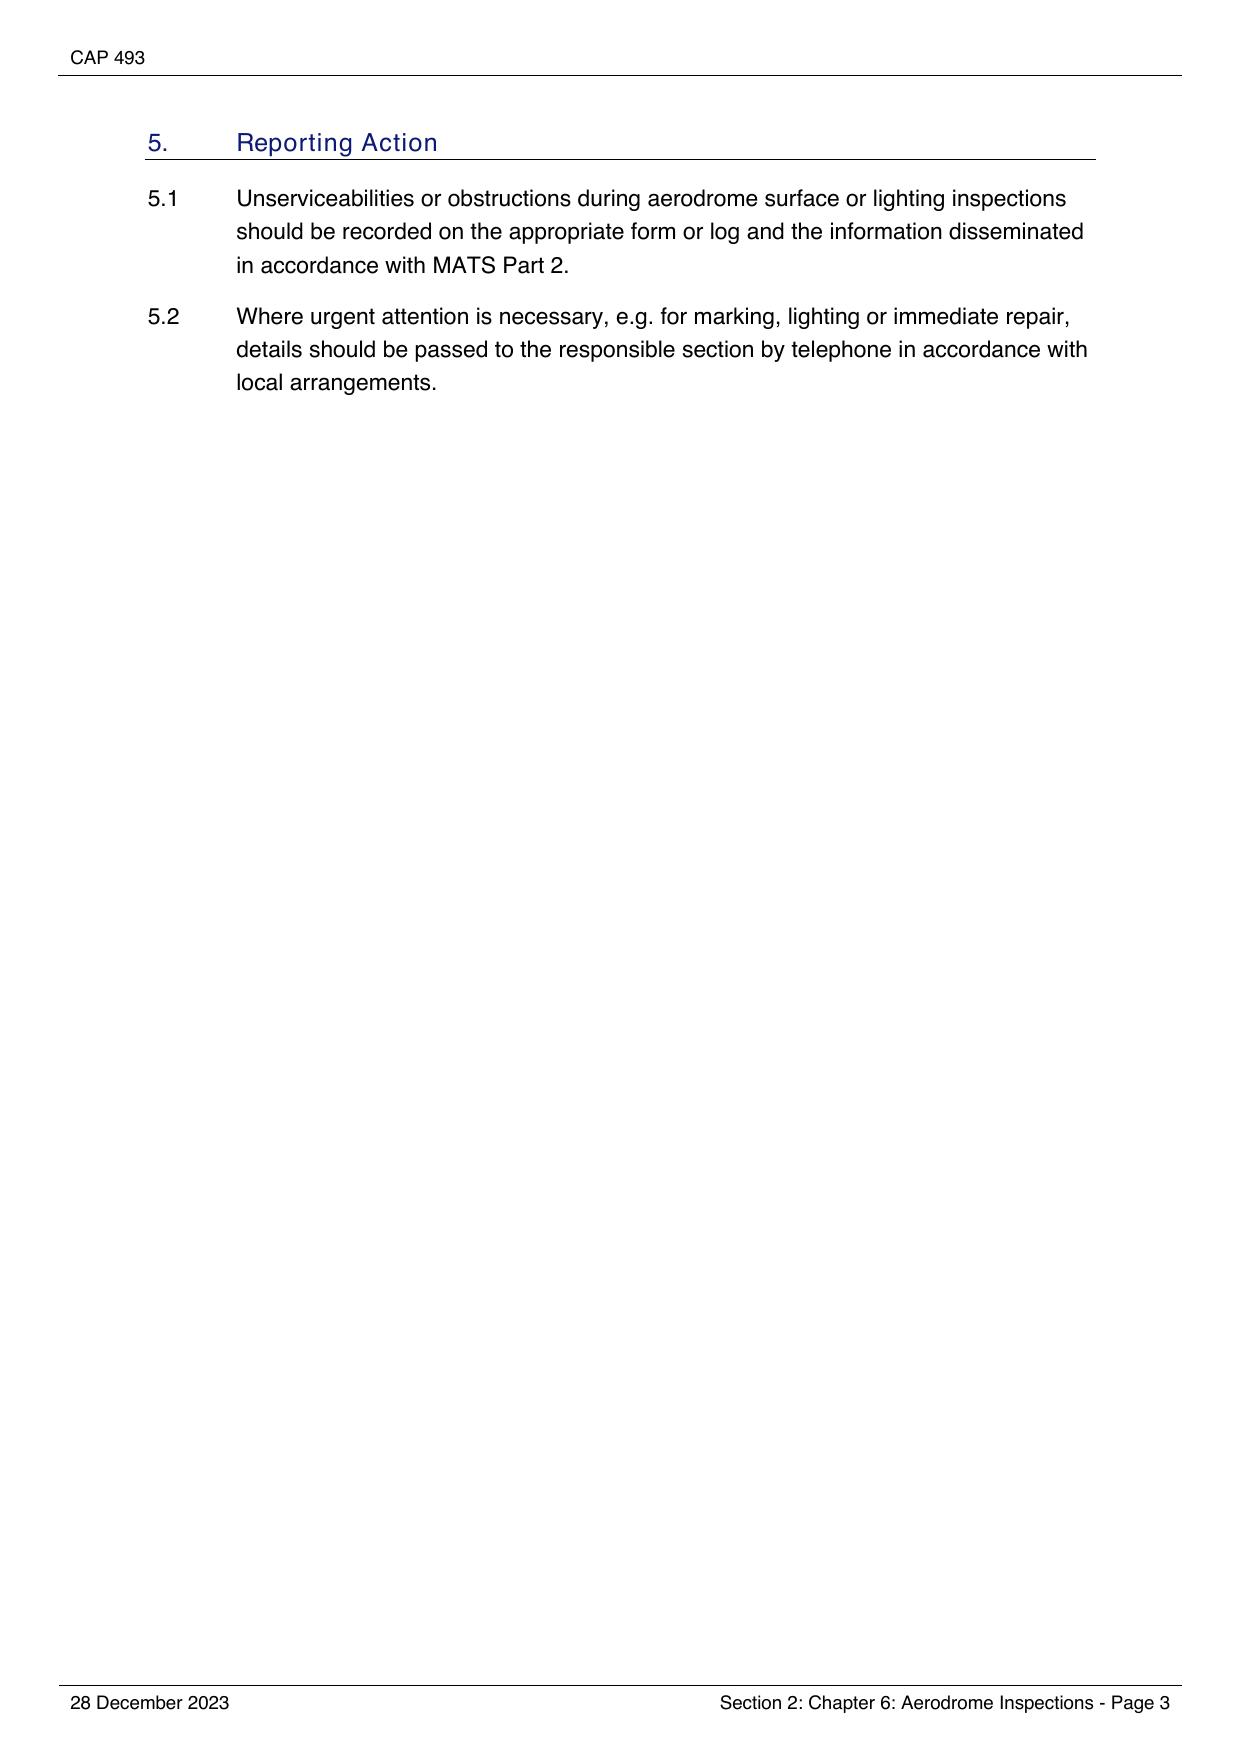 CAP 493
5. Reporting Action
5.1 Unserviceabilities or obstructions during aerodrome surface or lighting inspections
should be recorded on the appropriate form or log and the information disseminated
in accordance with MATS Part 2.
5.2 Where urgent attention is necessary, e.g. for marking, lighting or immediate repair,
details should be passed to the responsible section by telephone in accordance with
local arrangements.
28 December 2023 Section 2: Chapter 6: Aerodrome Inspections - Page 3